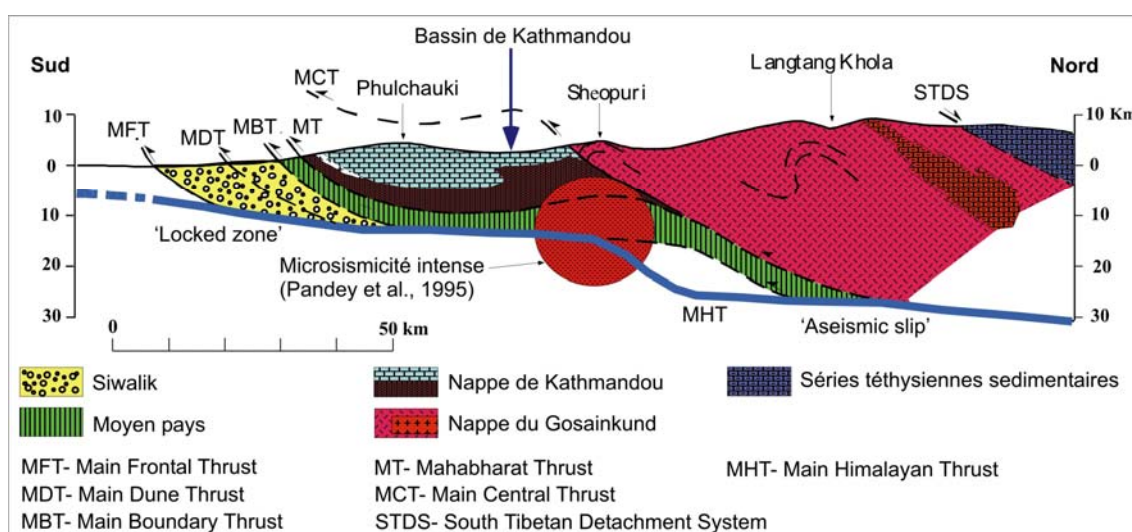 Bassin de Kathmandou
Sud
MCT
Phulchauki
Sheopuri
Langtang Khola
STDS
Nord
MFT
MDT
MBT
MT
10
0
10
20
30
10 Km
0
10
20
30
'Locked zone'
Microsismicité intense
(Pandey et al., 1995)
MHT
'Aseismic slip'
0
50 km
Siwalik
Nappe de Kathmandou
Séries téthysiennes sedimentaires
Moyen pays
Nappe du Gosainkund
MFT- Main Frontal Thrust
MT- Mahabharat Thrust
MHT- Main Himalayan Thrust
MDT- Main Dune Thrust
MCT- Main Central Thrust
MBT- Main Boundary Thrust
STDS- South Tibetan Detachment System